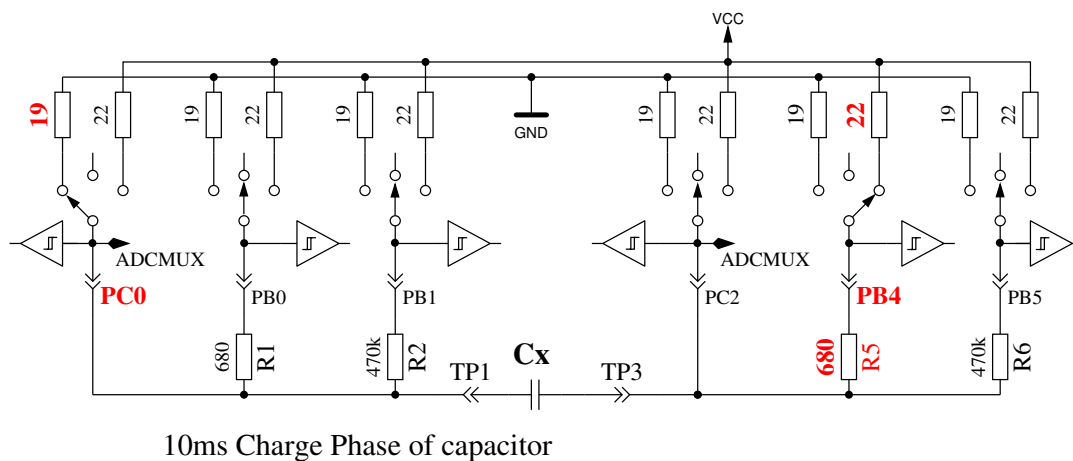 VCC
19 22 19 22 19 22 GND 19 22 19 22 19 22
ADCMUX ADCMUX
PC0 PB0 PB1 PC2 PB4 PB5
680 R1 470k R2 680 R5 470k R6
TP1 Cx TP3
10ms Charge Phase of capacitor